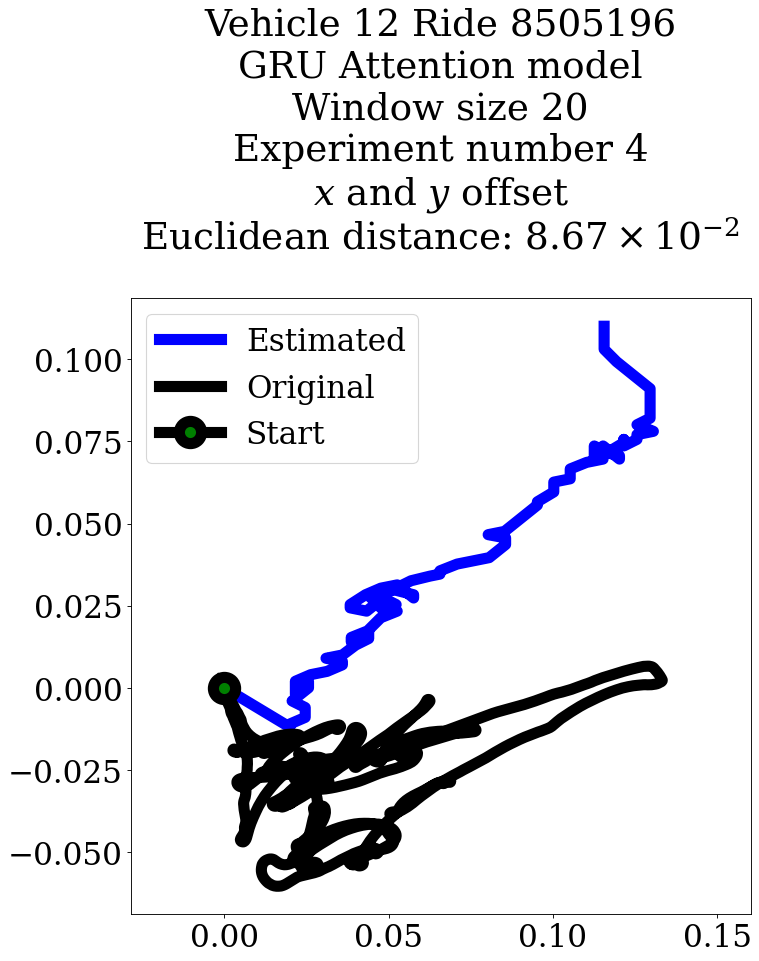 Vehicle 12 Ride 8505196
GRU Attention model
Window size 20
Experiment number 4
x and y offset
Euclidean distance: 8.67 × 10⁻²
Estimated
Original
Start
0.100
0.075
0.050
0.025
0.000
−0.025
−0.050
0.00 0.05 0.10 0.15